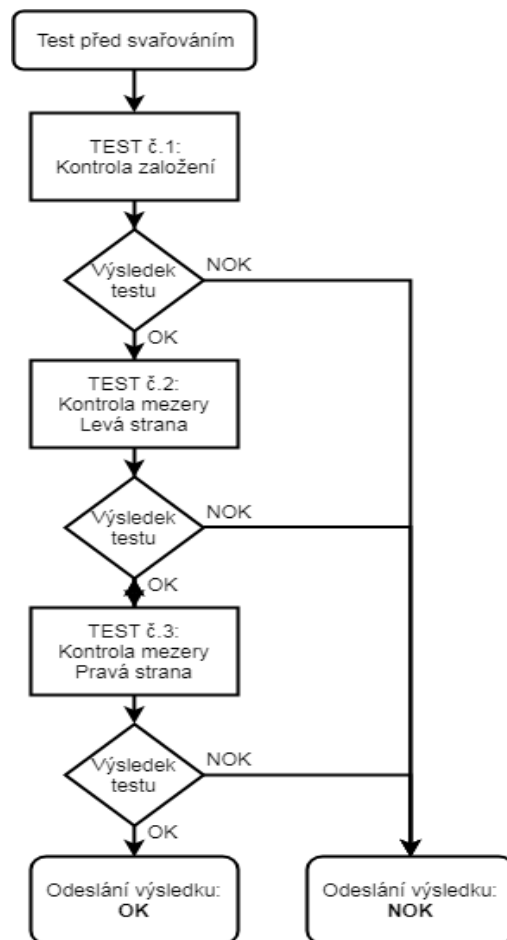 Test před svařováním
TEST č.1:
Kontrola založení
Výsledek
testu
NOK
OK
TEST č.2:
Kontrola mezery
Levá strana
Výsledek
testu
NOK
OK
TEST č.3:
Kontrola mezery
Pravá strana
Výsledek
testu
NOK
OK
Odeslání výsledku:
OK
Odeslání výsledku:
NOK